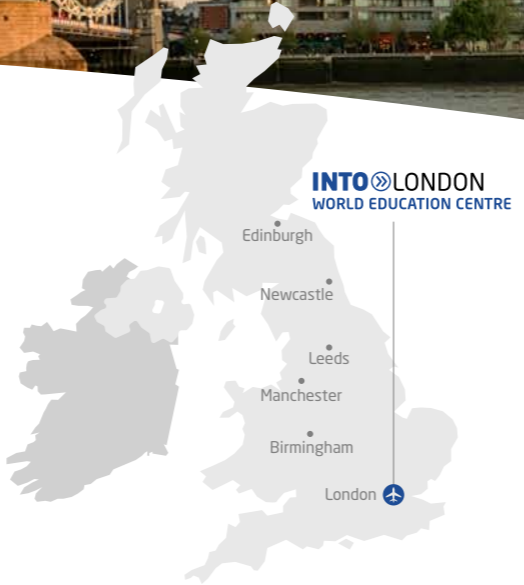 INTO LONDON
WORLD EDUCATION CENTRE
Edinburgh
Newcastle
Leeds
Manchester
Birmingham
London